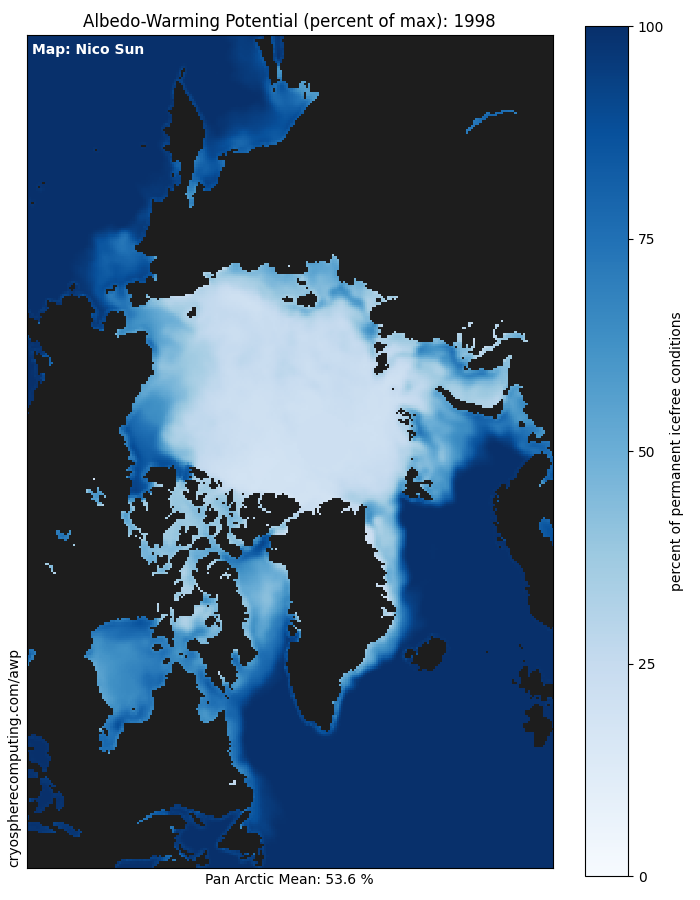 Albedo-Warming Potential (percent of max): 1998
Map: Nico Sun
100
75
50
25
0
percent of permanent icefree conditions
cryospherecomputing.com/awp
Pan Arctic Mean: 53.6 %